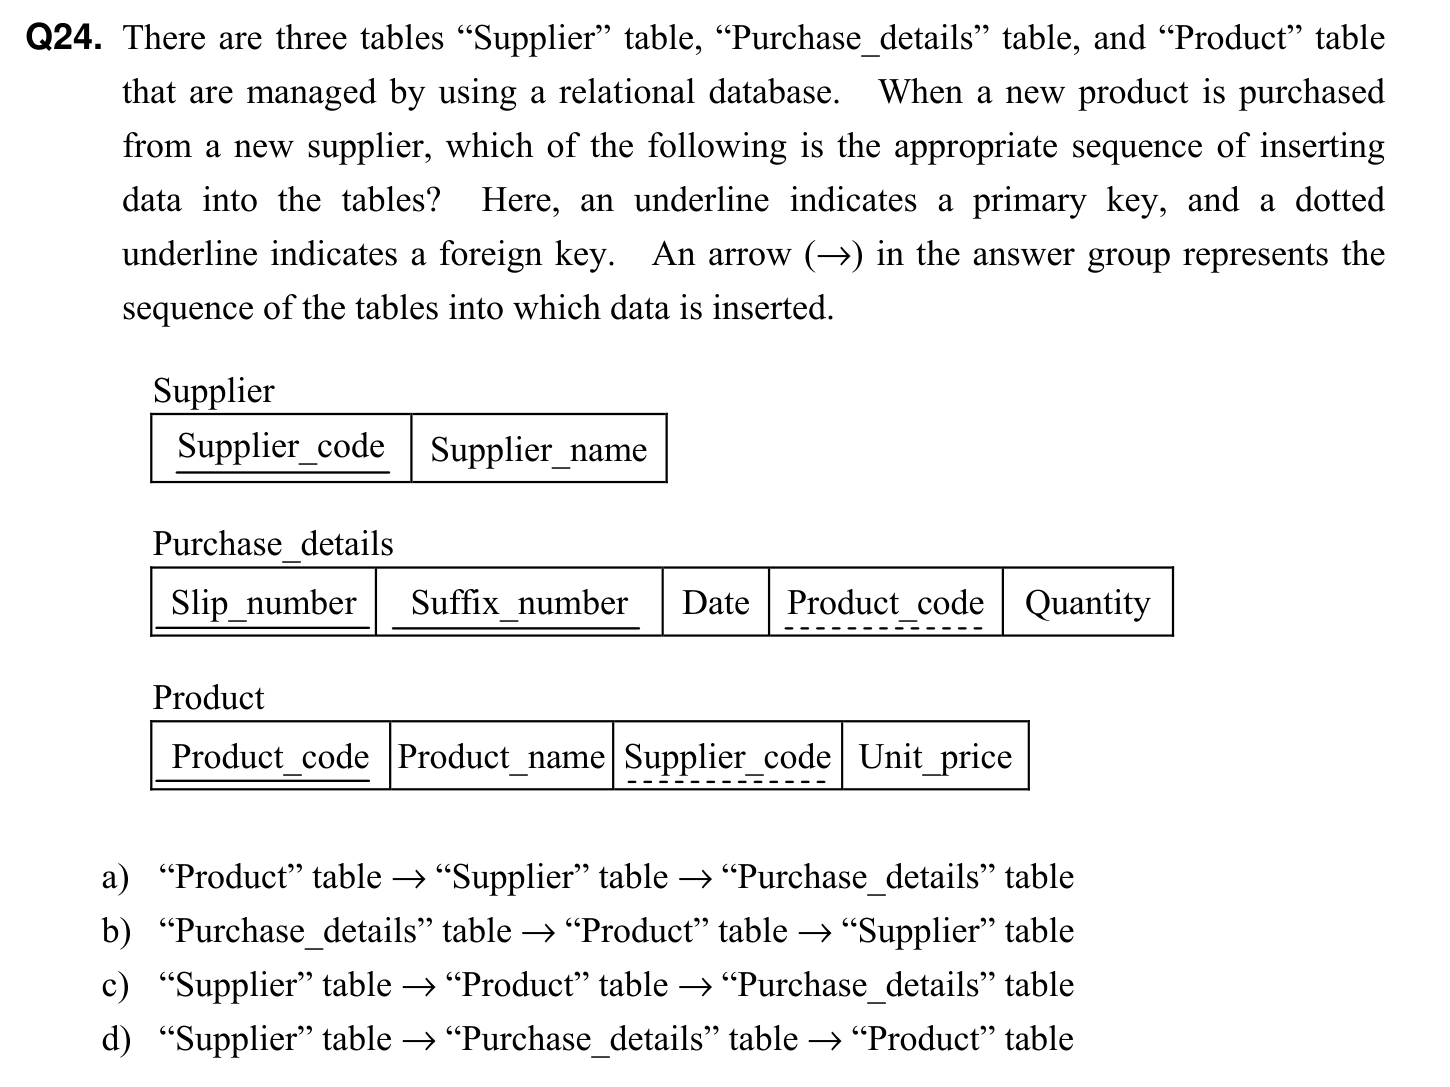 Q24. There are three tables “Supplier” table, “Purchase_details” table, and “Product” table
that are managed by using a relational database. When a new product is purchased
from a new supplier, which of the following is the appropriate sequence of inserting
data into the tables? Here, an underline indicates a primary key, and a dotted
underline indicates a foreign key. An arrow (→) in the answer group represents the
sequence of the tables into which data is inserted.
Supplier
Supplier_code Supplier_name
Purchase_details
Slip_number Suffix_number Date Product_code Quantity
Product
Product_code Product_name Supplier_code Unit_price
a) “Product” table → “Supplier” table → “Purchase_details” table
b) “Purchase_details” table → “Product” table → “Supplier” table
c) “Supplier” table → “Product” table → “Purchase_details” table
d) “Supplier” table → “Purchase_details” table → “Product” table